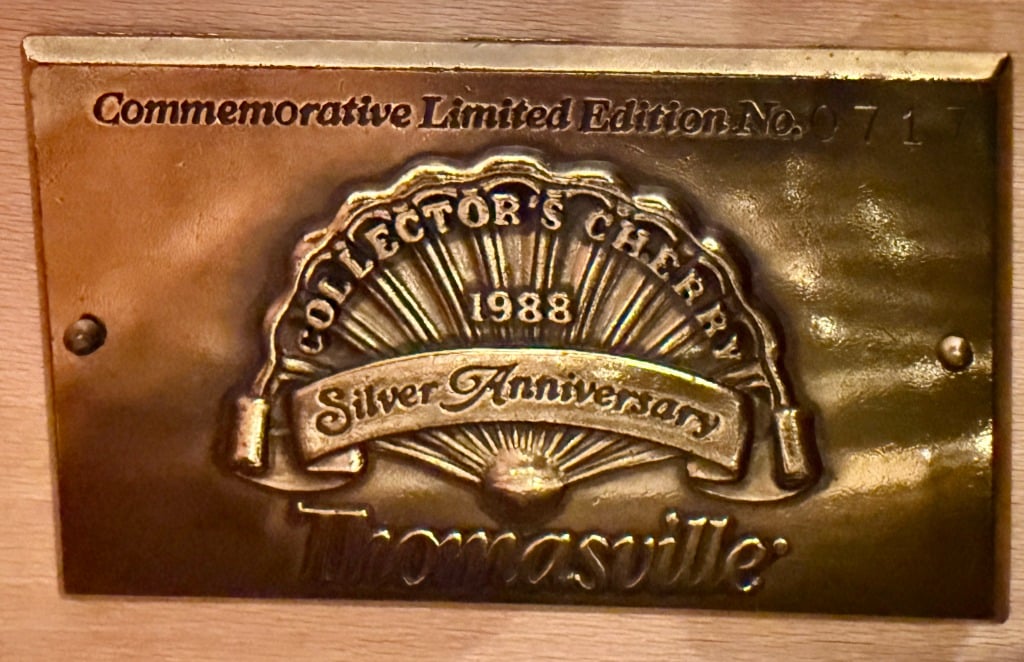 Commemorative Limited Edition No. 0717
COLLECTOR'S CHERRY
1988
Silver Anniversary
Thomasville